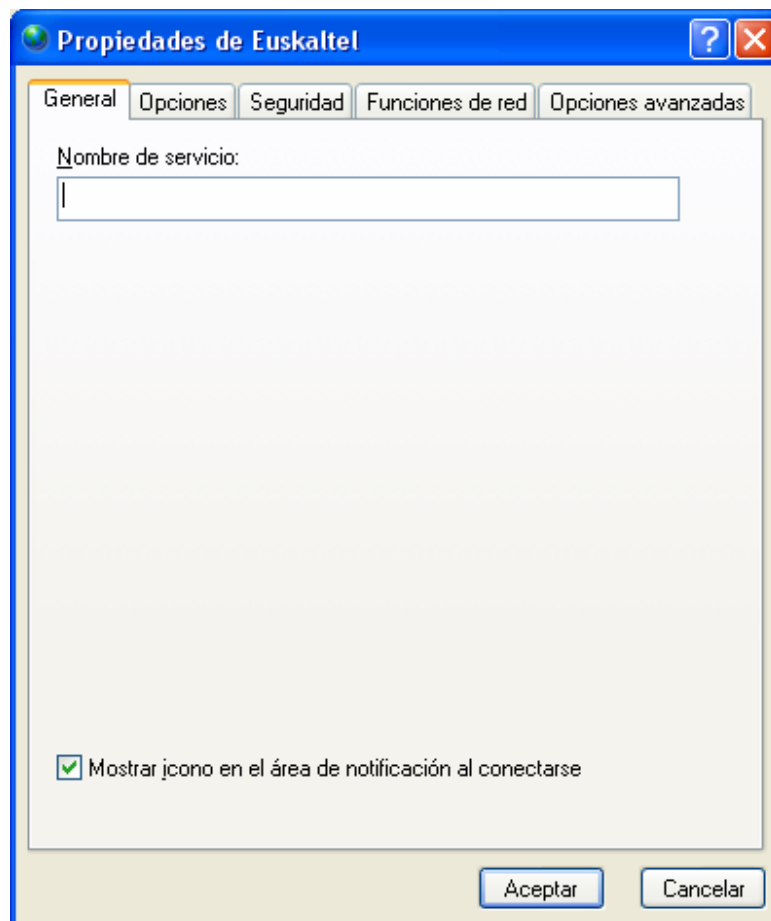 Propiedades de Euskaltel
General Opciones Seguridad Funciones de red Opciones avanzadas
Nombre de servicio:
Mostrar icono en el área de notificación al conectarse
Aceptar Cancelar